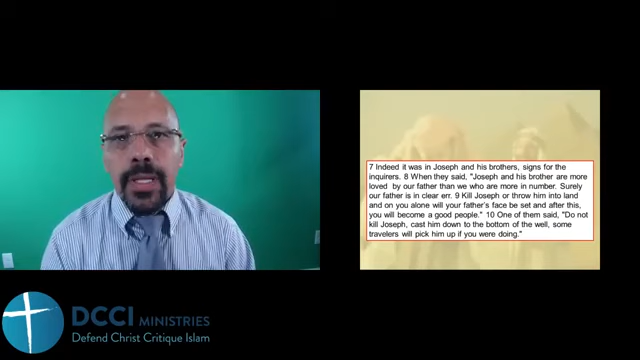 7 Indeed it was in Joseph and his brothers, signs for the
inquirers. 8 When they said, "Joseph and his brother are more
loved by our father than we who are more in number. Surely
our father is in clear err. 9 Kill Joseph or throw him into land
and on you alone will your father's face be set and after this,
you will become a good people." 10 One of them said, "Do not
kill Joseph, cast him down to the bottom of the well, some
travelers will pick him up if you were doing."
DCCI MINISTRIES
Defend Christ Critique Islam